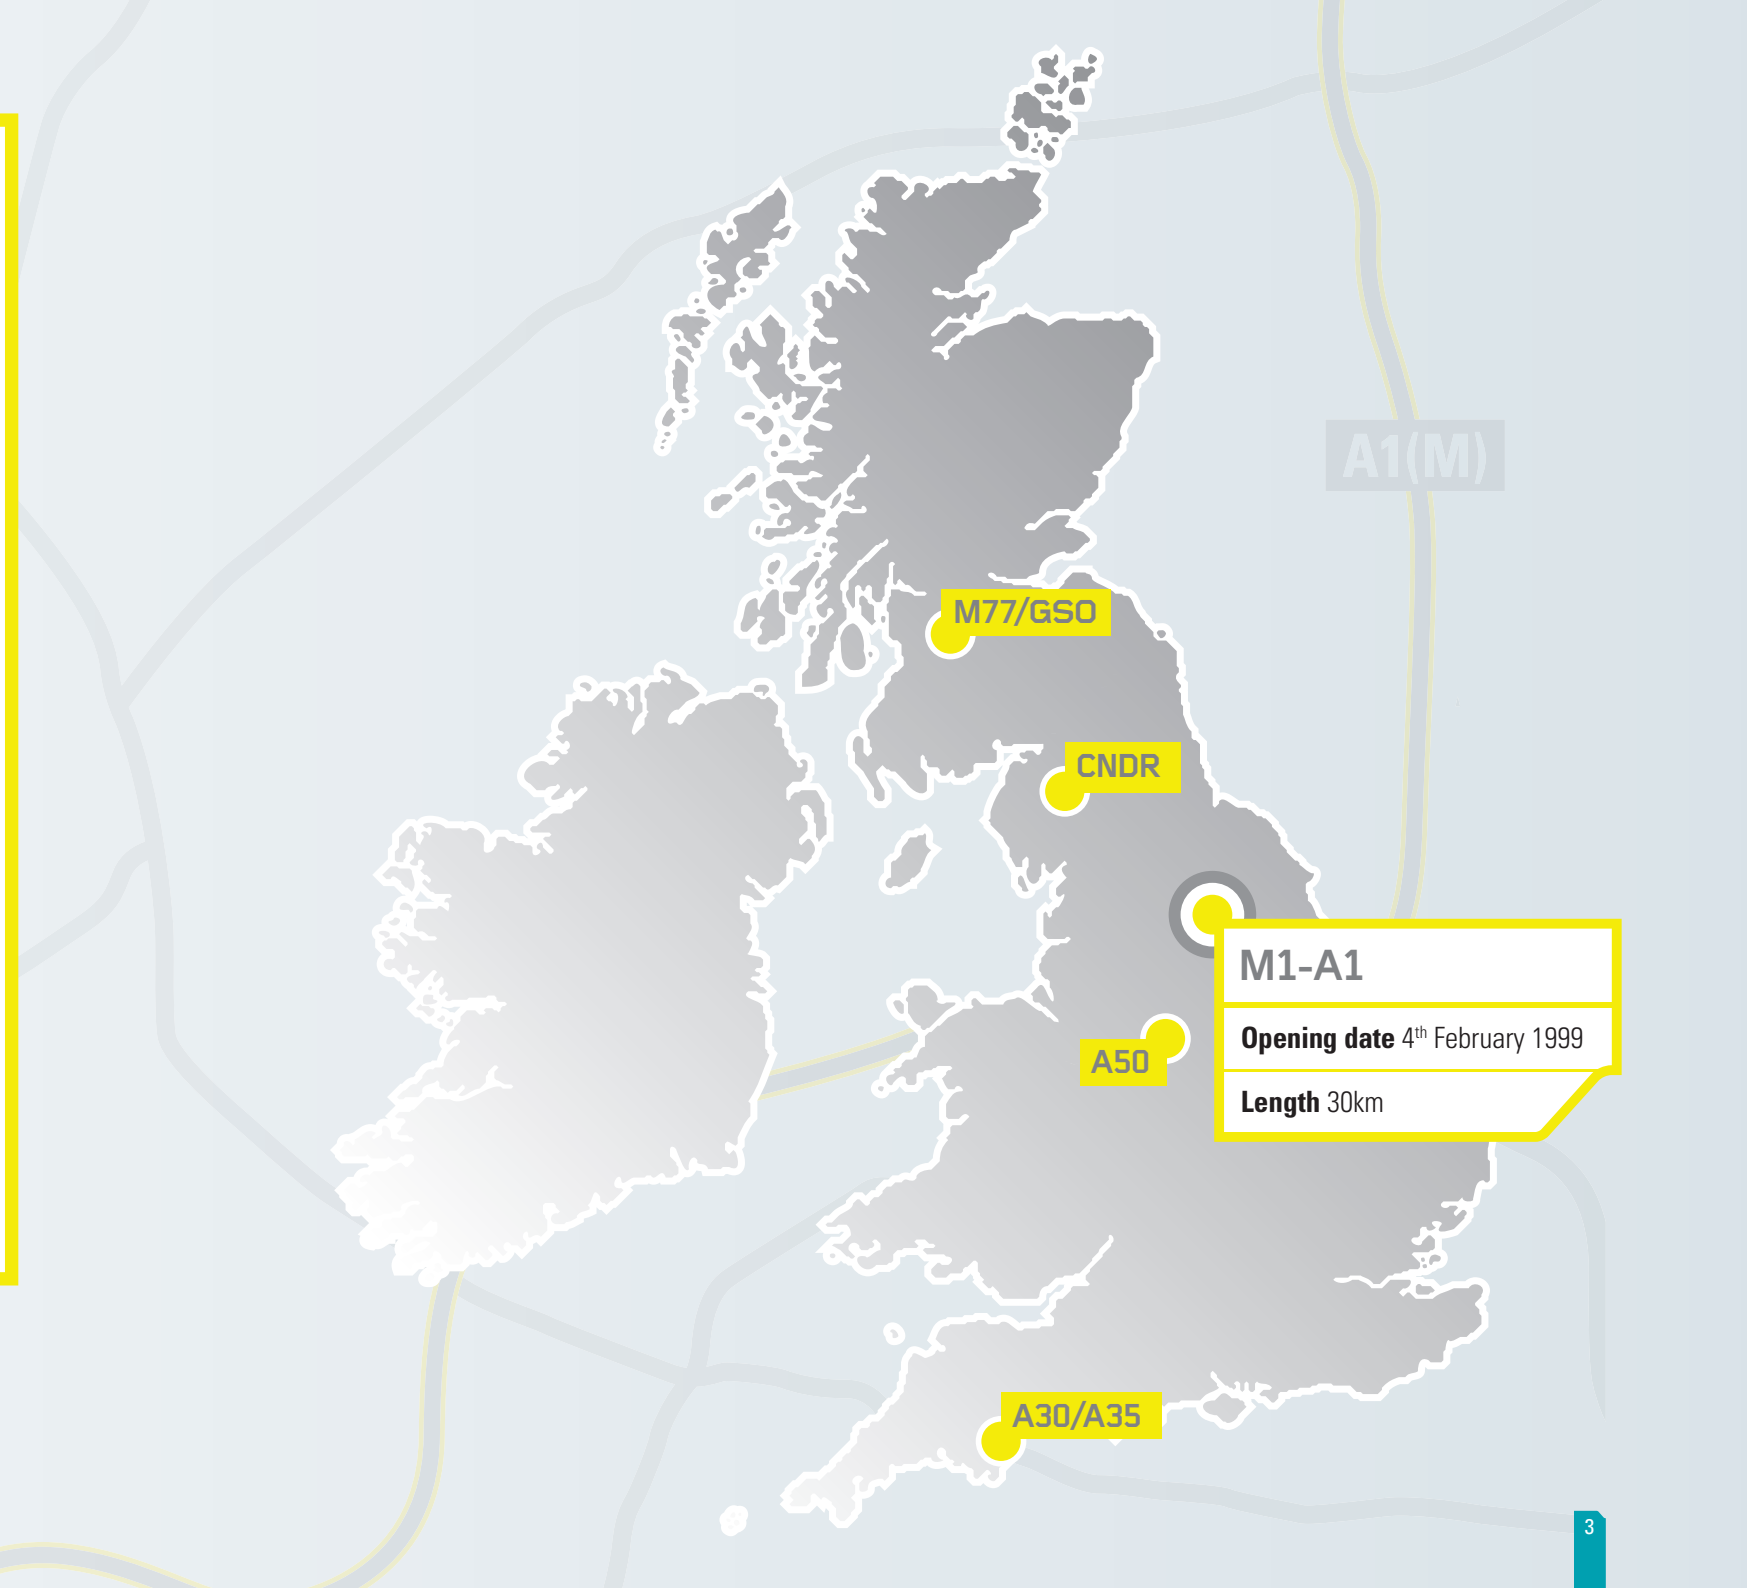 A1(M)
M77/GSO
CNDR
M1-A1
Opening date 4th February 1999
Length 30km
A50
A30/A35
3